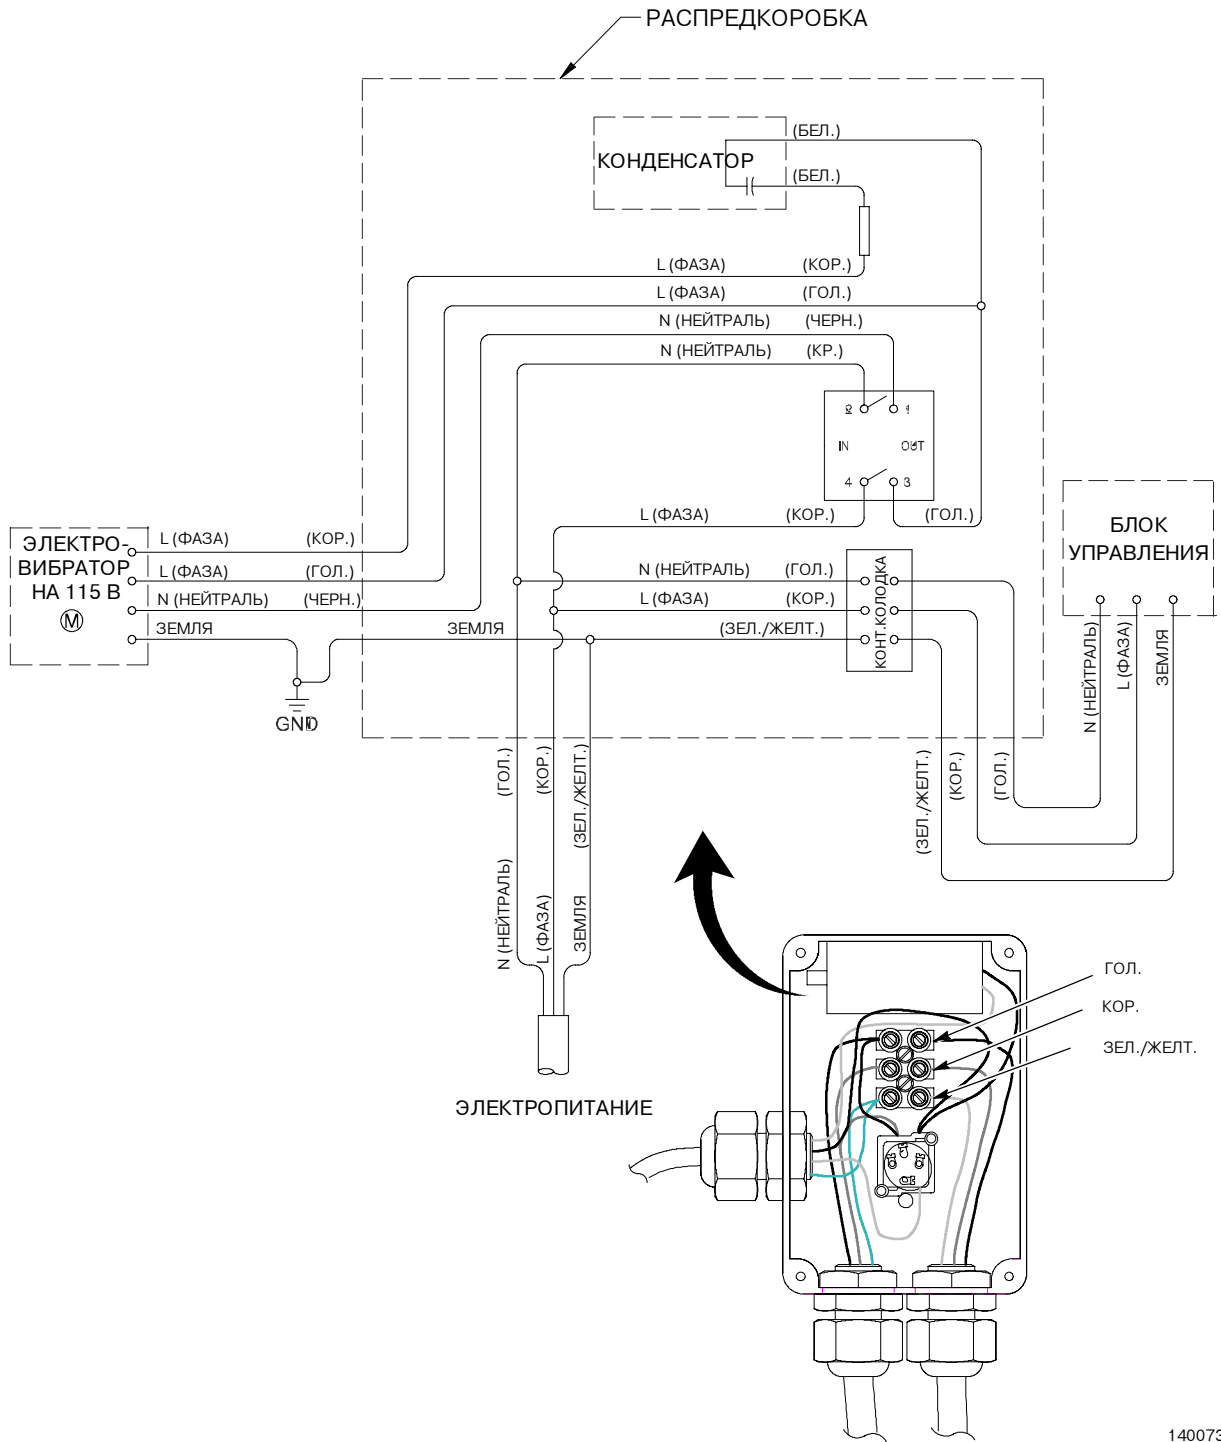 РАСПРЕДКОРОБКА
(БЕЛ.)
КОНДЕНСАТОР
(БЕЛ.)
L (ФАЗА) (КОР.)
L (ФАЗА) (ГОЛ.)
N (НЕЙТРАЛЬ) (ЧЕРН.)
N (НЕЙТРАЛЬ) (КР.)
2 1
IN OUT
4 3
L (ФАЗА) (КОР.) (ГОЛ.)
ЭЛЕКТРО-
ВИБРАТОР
НА 115 В
M
L (ФАЗА) (КОР.)
L (ФАЗА) (ГОЛ.)
N (НЕЙТРАЛЬ) (ЧЕРН.)
ЗЕМЛЯ
GND
N (НЕЙТРАЛЬ) (ГОЛ.)
L (ФАЗА) (КОР.)
ЗЕМЛЯ (ЗЕЛ./ЖЕЛТ.)
КОНТ.КОЛОДКА
БЛОК
УПРАВЛЕНИЯ
N (НЕЙТРАЛЬ)
L (ФАЗА)
ЗЕМЛЯ
(ГОЛ.)
(КОР.)
(ЗЕЛ./ЖЕЛТ.)
(ЗЕЛ./ЖЕЛТ.)
(КОР.)
(ГОЛ.)
N (НЕЙТРАЛЬ)
L (ФАЗА)
ЗЕМЛЯ
ЭЛЕКТРОПИТАНИЕ
ГОЛ.
КОР.
ЗЕЛ./ЖЕЛТ.
140073